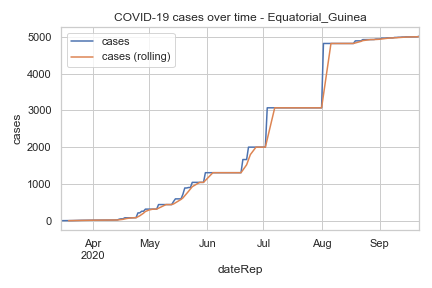 COVID-19 cases over time - Equatorial_Guinea
cases
cases (rolling)
5000
4000
3000
2000
1000
0
cases
Apr
2020
May
Jun
Jul
Aug
Sep
dateRep